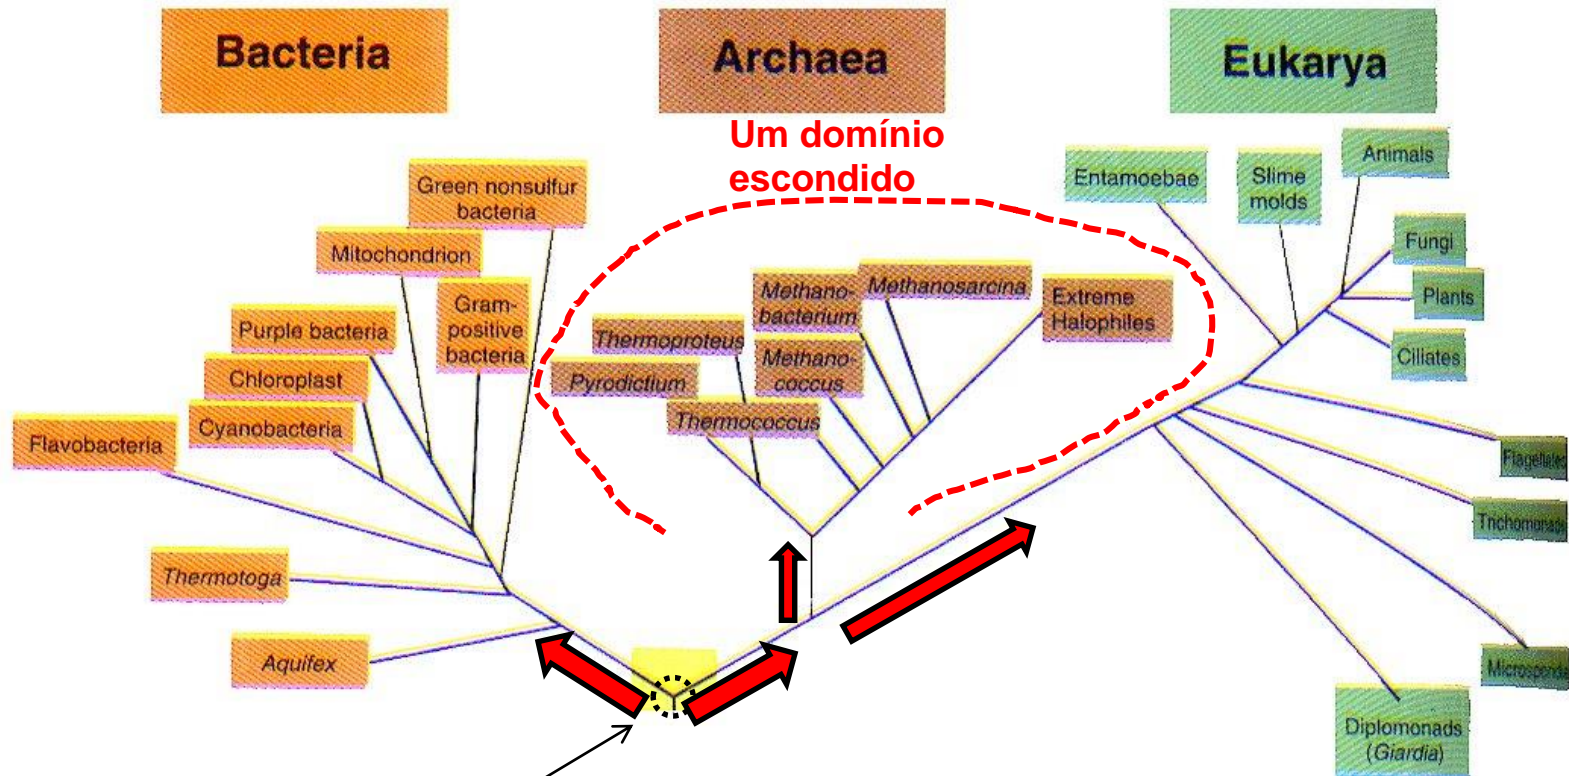 Bacteria
Archaea
Eukarya
Um domínio
escondido
Green nonsulfur
bacteria
Mitochondrion
Gram-
positive
bacteria
Purple bacteria
Chloroplast
Cyanobacteria
Flavobacteria
Thermotoga
Aquifex
Methano-
bacterium
Methanosarcina
Extreme
Halophiles
Thermoproteus
Methano-
coccus
Pyrodictium
Thermococcus
Entamoebae
Slime
molds
Animals
Fungi
Plants
Ciliates
Flagellates
Trichomonads
Microsporidia
Diplomonads
(Giardia)